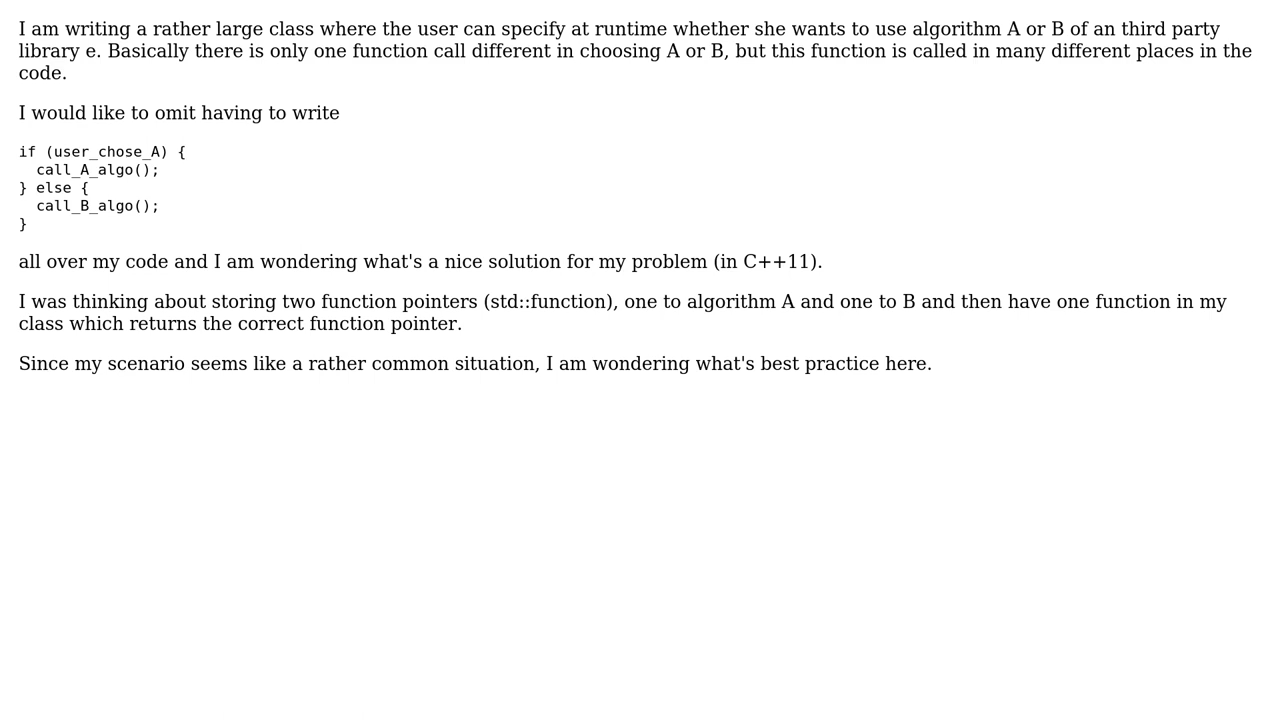 I am writing a rather large class where the user can specify at runtime whether she wants to use algorithm A or B of an third party
library e. Basically there is only one function call different in choosing A or B, but this function is called in many different places in the
code.
I would like to omit having to write
if (user_chose_A) {
  call_A_algo();
} else {
  call_B_algo();
}
all over my code and I am wondering what's a nice solution for my problem (in C++11).
I was thinking about storing two function pointers (std::function), one to algorithm A and one to B and then have one function in my
class which returns the correct function pointer.
Since my scenario seems like a rather common situation, I am wondering what's best practice here.